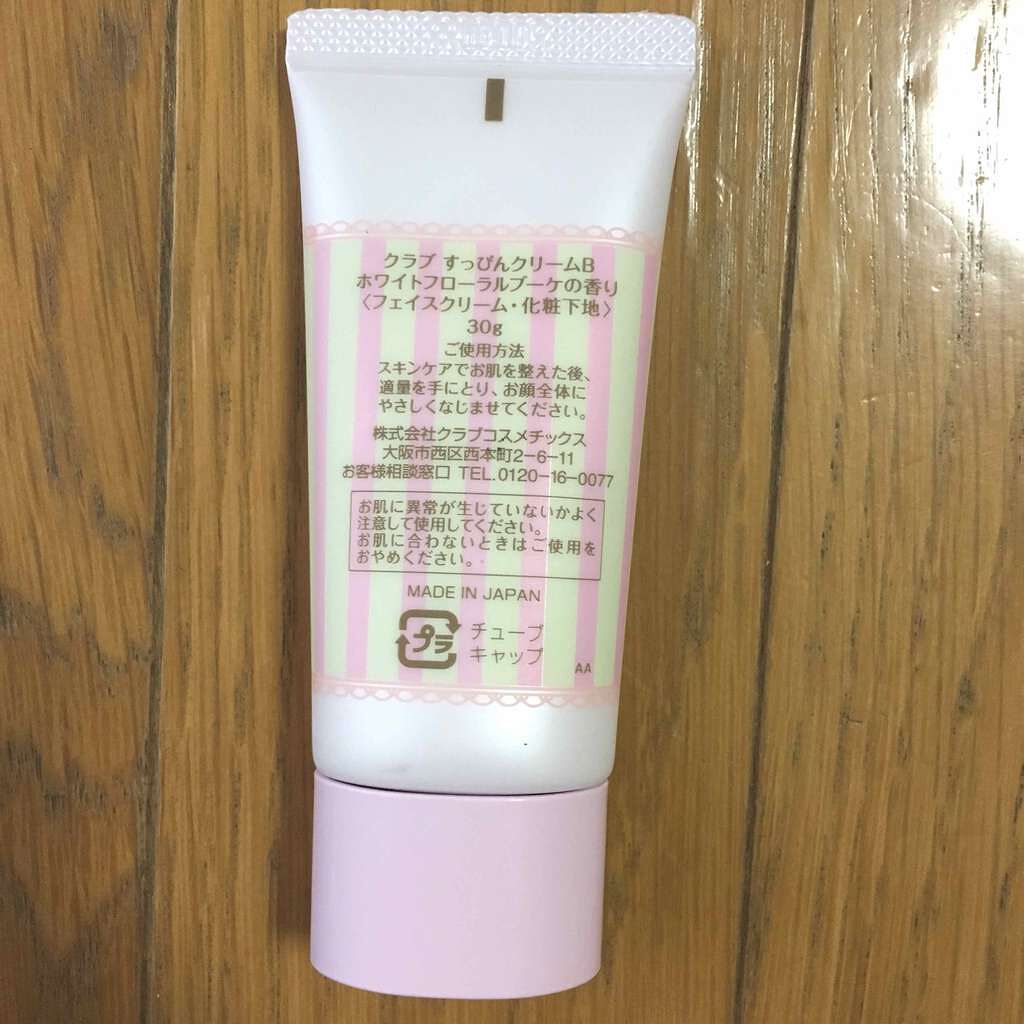 クラブ すっぴんクリームB
ホワイトフローラルブーケの香り
〈フェイスクリーム・化粧下地〉
30g
ご使用方法
スキンケアでお肌を整えた後、
適量を手にとり、お顔全体に
やさしくなじませてください。
株式会社クラブコスメチックス
大阪市西区西本町2-6-11
お客様相談窓口 TEL.0120-16-0077
お肌に異常が生じていないかよく
注意して使用してください。
お肌に合わないときはご使用を
おやめください。
MADE IN JAPAN
プラ
チューブ
キャップ
AA